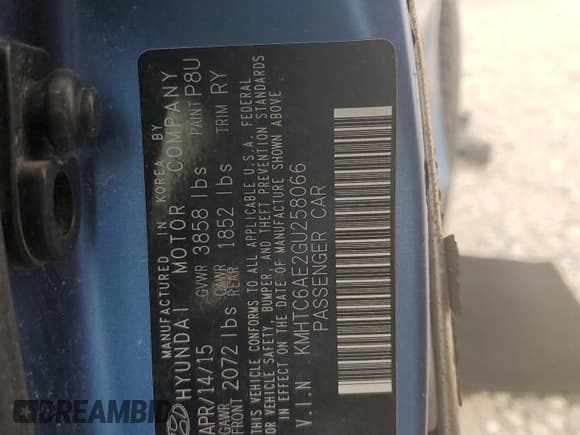 MANUFACTURED IN KOREA BY
HYUNDAI MOTOR COMPANY
APR/14/15 GVWR 3858 lbs PAINT P8U
GAWR FRONT 2072 lbs GAWR REAR 1852 lbs TRIM RY
THIS VEHICLE CONFORMS TO ALL APPLICABLE U.S.A. FEDERAL
MOTOR VEHICLE SAFETY, BUMPER, AND THEFT PREVENTION STANDARDS
IN EFFECT ON THE DATE OF MANUFACTURE SHOWN ABOVE
V.I.N KMHTC6AE2GU258066
PASSENGER CAR
DREAMBID